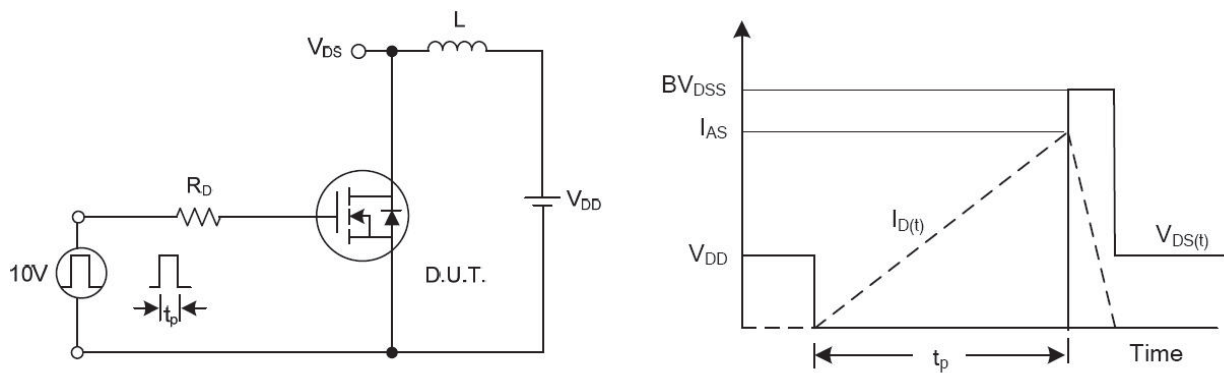 L
V_DS
R_D
V_DD
10V
t_p
D.U.T.
BV_DSS
I_AS
I_D(t)
V_DD
V_DS(t)
t_p
Time